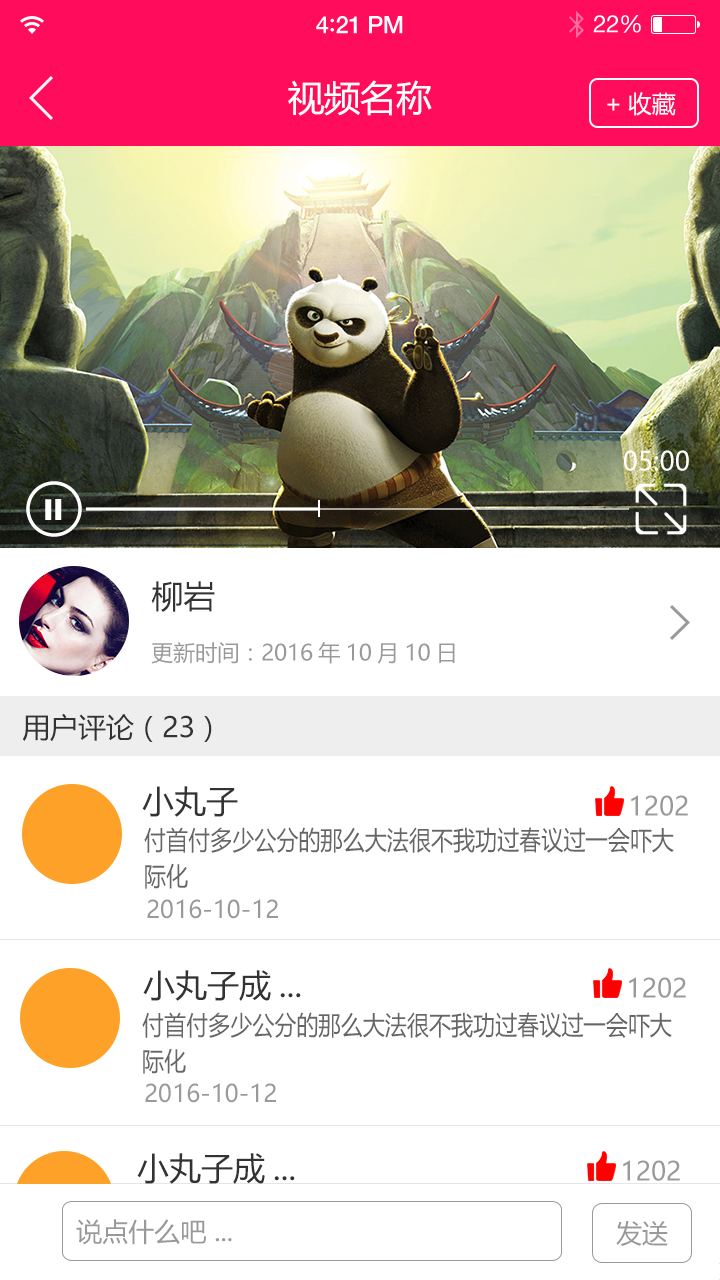 4:21 PM
22%
视频名称
+ 收藏
05:00
柳岩
更新时间：2016 年 10 月 10 日
用户评论（23）
小丸子
1202
付首付多少公分的那么大法很不我功过春议过一会吓大
际化
2016-10-12
小丸子成 ...
1202
付首付多少公分的那么大法很不我功过春议过一会吓大
际化
2016-10-12
小丸子成 ...
1202
说点什么吧 ...
发送